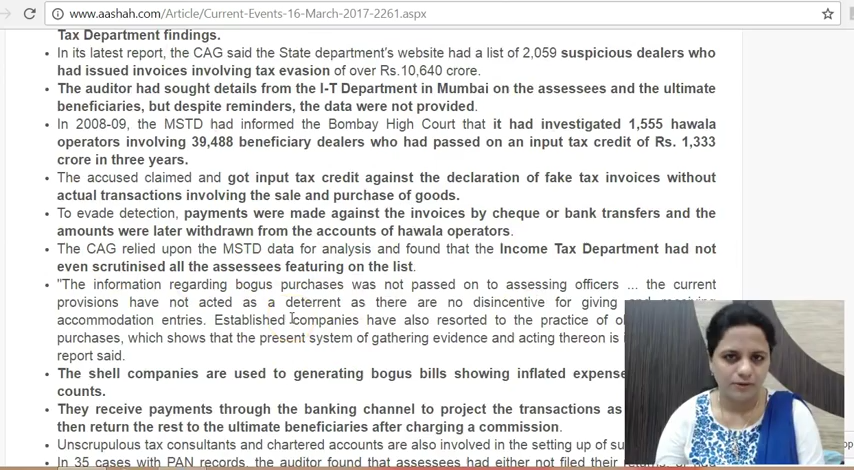 www.aashah.com/Article/Current-Events-16-March-2017-2261.aspx
Tax Department findings.
• In its latest report, the CAG said the State department's website had a list of 2,059 suspicious dealers who
had issued invoices involving tax evasion of over Rs.10,640 crore.
• The auditor had sought details from the I-T Department in Mumbai on the assessees and the ultimate
beneficiaries, but despite reminders, the data were not provided.
• In 2008-09, the MSTD had informed the Bombay High Court that it had investigated 1,555 hawala
operators involving 39,488 beneficiary dealers who had passed on an input tax credit of Rs. 1,333
crore in three years.
• The accused claimed and got input tax credit against the declaration of fake tax invoices without
actual transactions involving the sale and purchase of goods.
• To evade detection, payments were made against the invoices by cheque or bank transfers and the
amounts were later withdrawn from the accounts of hawala operators.
• The CAG relied upon the MSTD data for analysis and found that the Income Tax Department had not
even scrutinised all the assessees featuring on the list.
• "The information regarding bogus purchases was not passed on to assessing officers ... the current
provisions have not acted as a deterrent as there are no disincentive for giving and receiving
accommodation entries. Established companies have also resorted to the practice of
purchases, which shows that the present system of gathering evidence and acting thereon is
report said.
• The shell companies are used to generating bogus bills showing inflated
counts.
• They receive payments through the banking channel to project the transactions as
then return the rest to the ultimate beneficiaries after charging a commission.
• Unscrupulous tax consultants and chartered accounts are also involved in the setting up of
• In 35 cases with PAN records, the auditor found that assessees had either not filed their